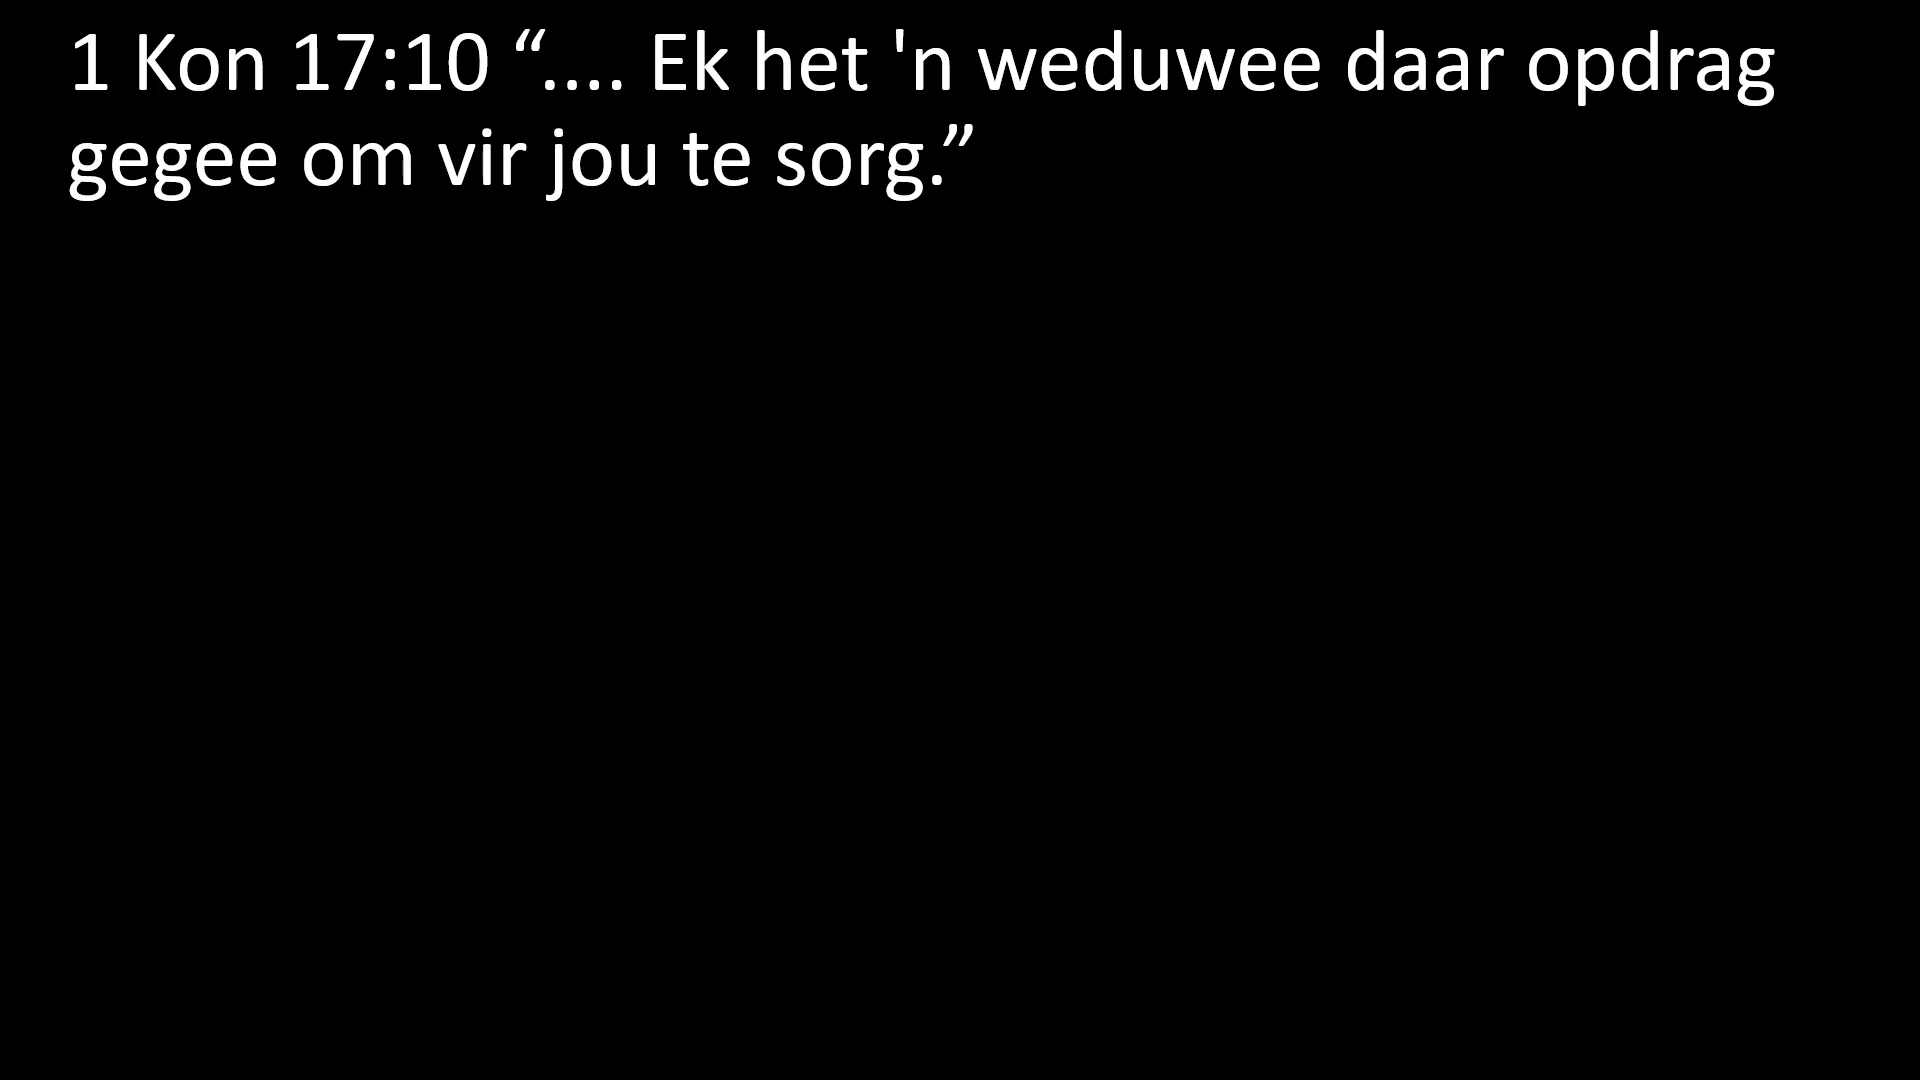 1 Kon 17:10 “.... Ek het 'n weduwee daar opdrag
gegee om vir jou te sorg.”